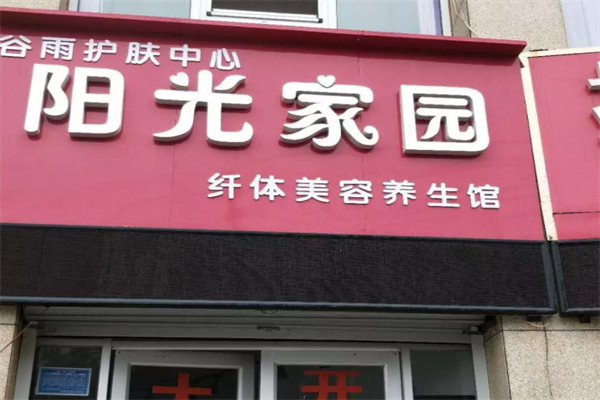 谷雨护肤中心
阳光家园
纤体美容养生馆